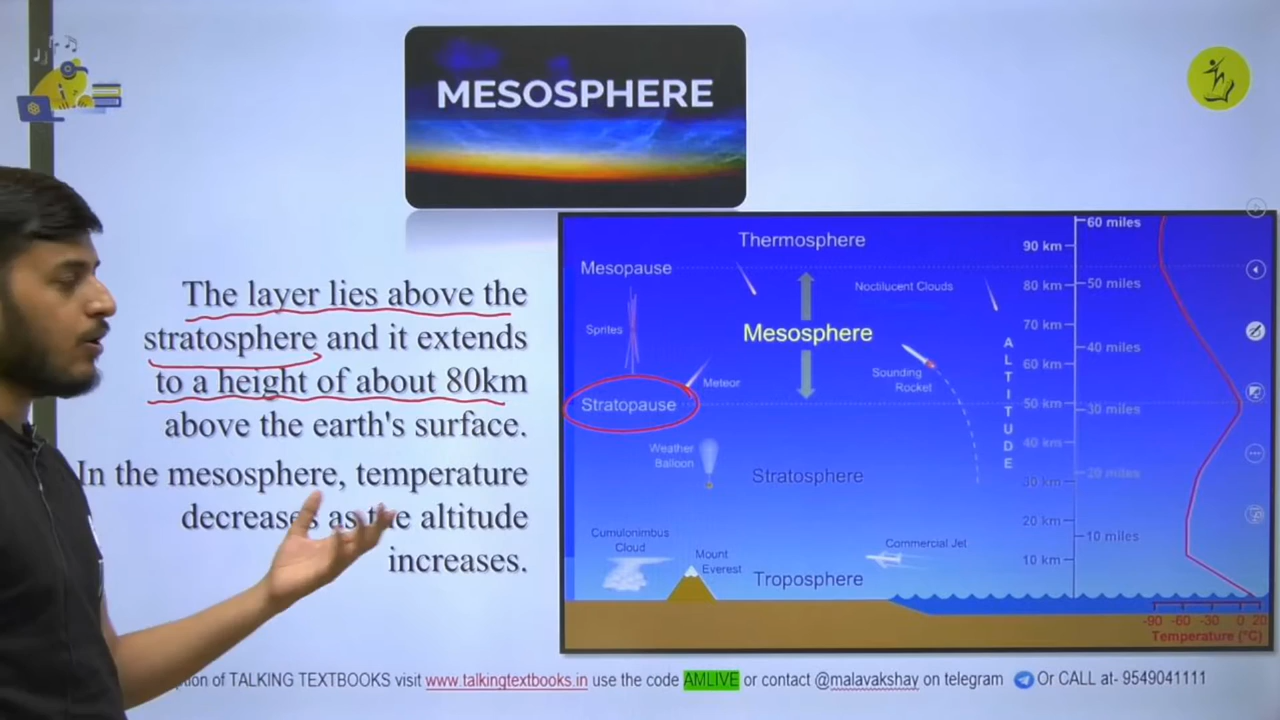 MESOSPHERE
The layer lies above the
stratosphere and it extends
to a height of about 80km
above the earth's surface.
In the mesosphere, temperature
decreases as the altitude
increases.
Thermosphere
Mesopause
Noctilucent Clouds
Sprites
Mesosphere
Meteor
Sounding
Rocket
Stratopause
Weather
Balloon
Stratosphere
Cumulonimbus
Cloud
Mount
Everest
Commercial Jet
Troposphere
ALTITUDE
90 km
80 km
70 km
60 km
50 km
40 km
30 km
20 km
10 km
60 miles
50 miles
40 miles
30 miles
20 miles
10 miles
-90 -60 -30 0 20
Temperature (°C)
of TALKING TEXTBOOKS visit www.talkingtextbooks.in use the code AMLIVE or contact @malavakshay on telegram Or CALL at- 9549041111